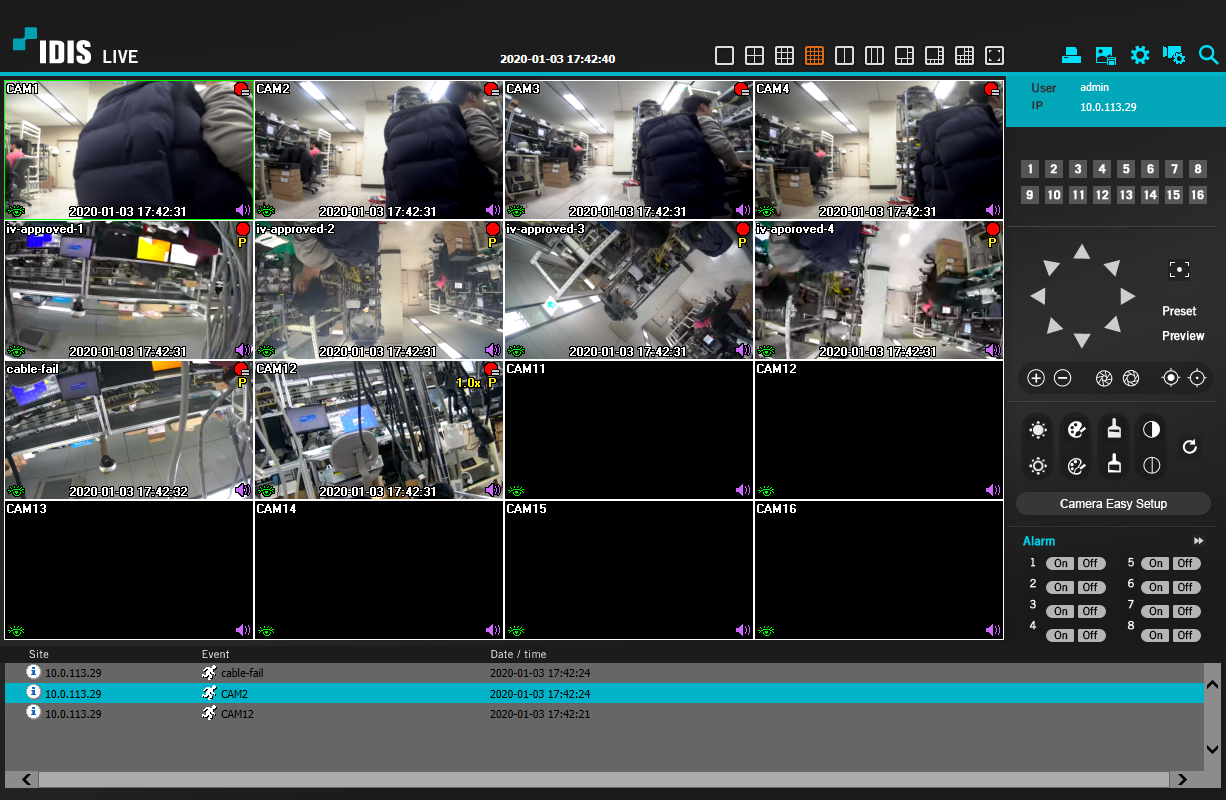 IDIS LIVE
2020-01-03 17:42:40
User admin
IP 10.0.113.29
CAM1
CAM2
CAM3
CAM4
2020-01-03 17:42:31
2020-01-03 17:42:31
2020-01-03 17:42:31
2020-01-03 17:42:31
1 2 3 4 5 6 7 8
9 10 11 12 13 14 15 16
iv-approved-1
P
iv-approved-2
P
iv-approved-3
P
iv-aporoved-4
P
2020-01-03 17:42:31
2020-01-03 17:42:31
2020-01-03 17:42:31
2020-01-03 17:42:31
Preset
Preview
cable-fail
P
CAM12
1.0x P
CAM11
CAM12
2020-01-03 17:42:32
2020-01-03 17:42:31
Camera Easy Setup
CAM13
CAM14
CAM15
CAM16
Alarm
1 On Off 5 On Off
2 On Off 6 On Off
3 On Off 7 On Off
4 On Off 8 On Off
Site Event Date / time
10.0.113.29 cable-fail 2020-01-03 17:42:24
10.0.113.29 CAM2 2020-01-03 17:42:24
10.0.113.29 CAM12 2020-01-03 17:42:21